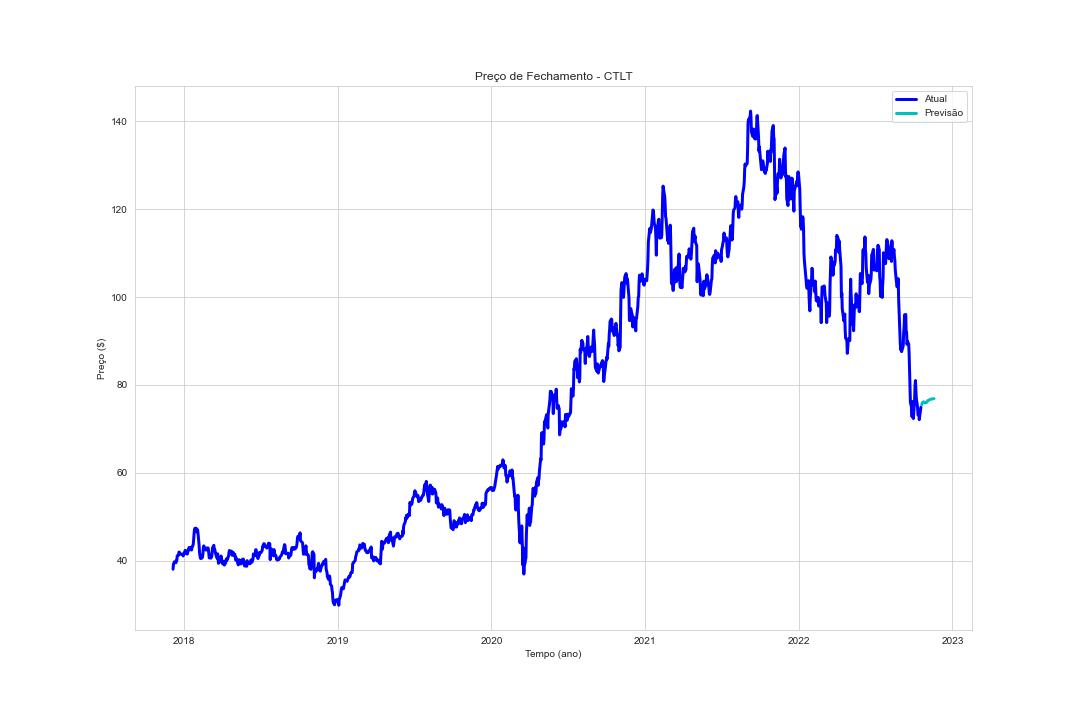 Preço de Fechamento - CTLT
Atual
Previsão
Preço ($)
140
120
100
80
60
40
2018 2019 2020 2021 2022 2023
Tempo (ano)